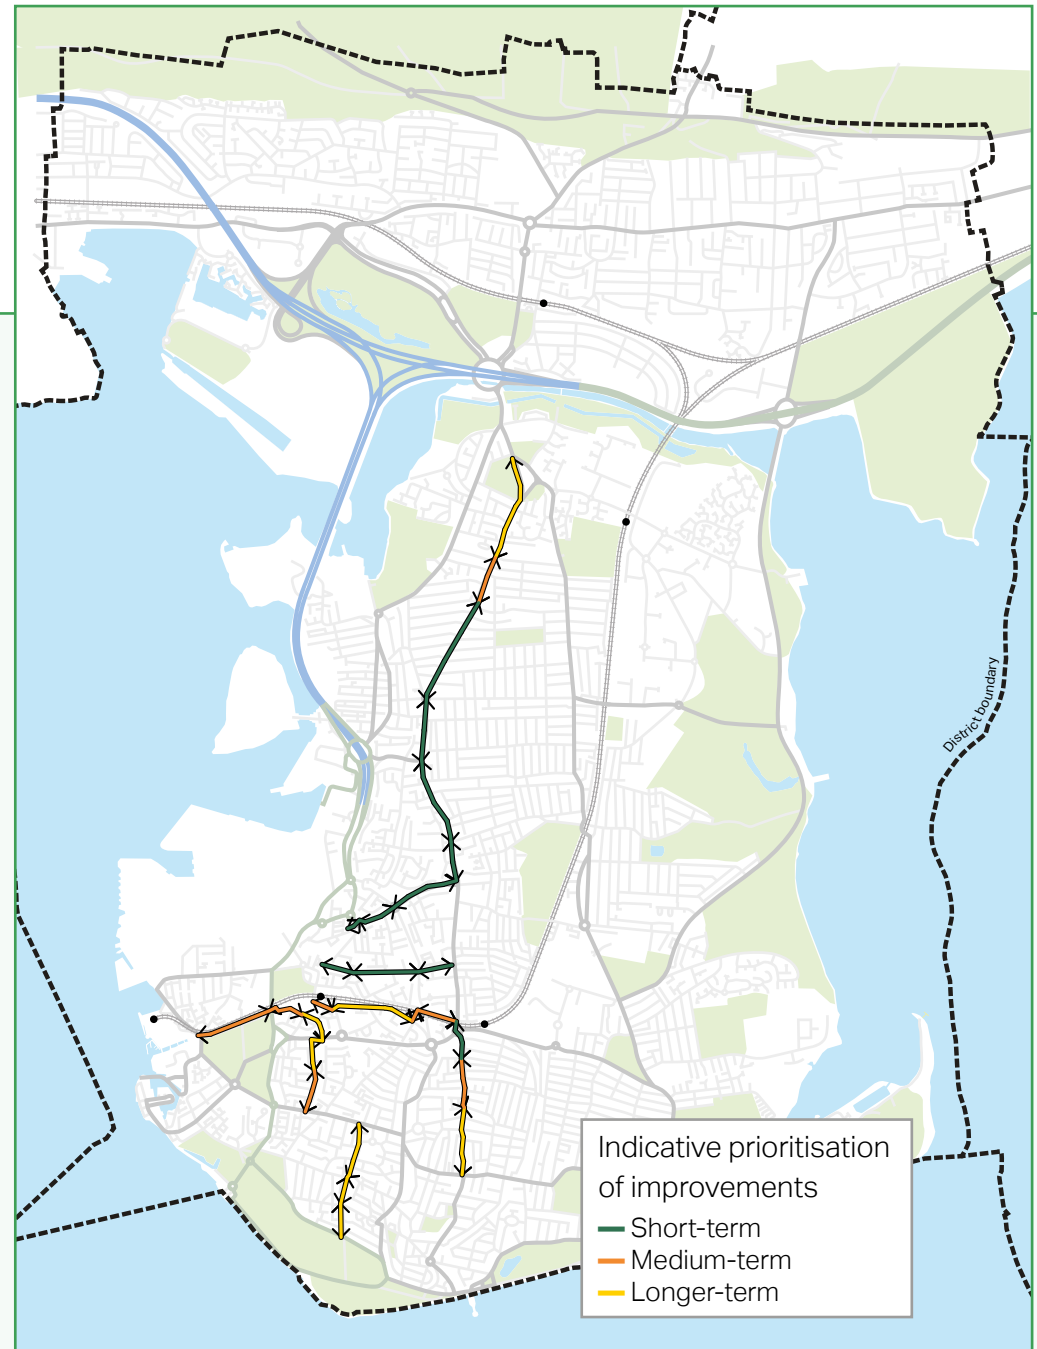 District boundary
Indicative prioritisation
of improvements
Short-term
Medium-term
Longer-term